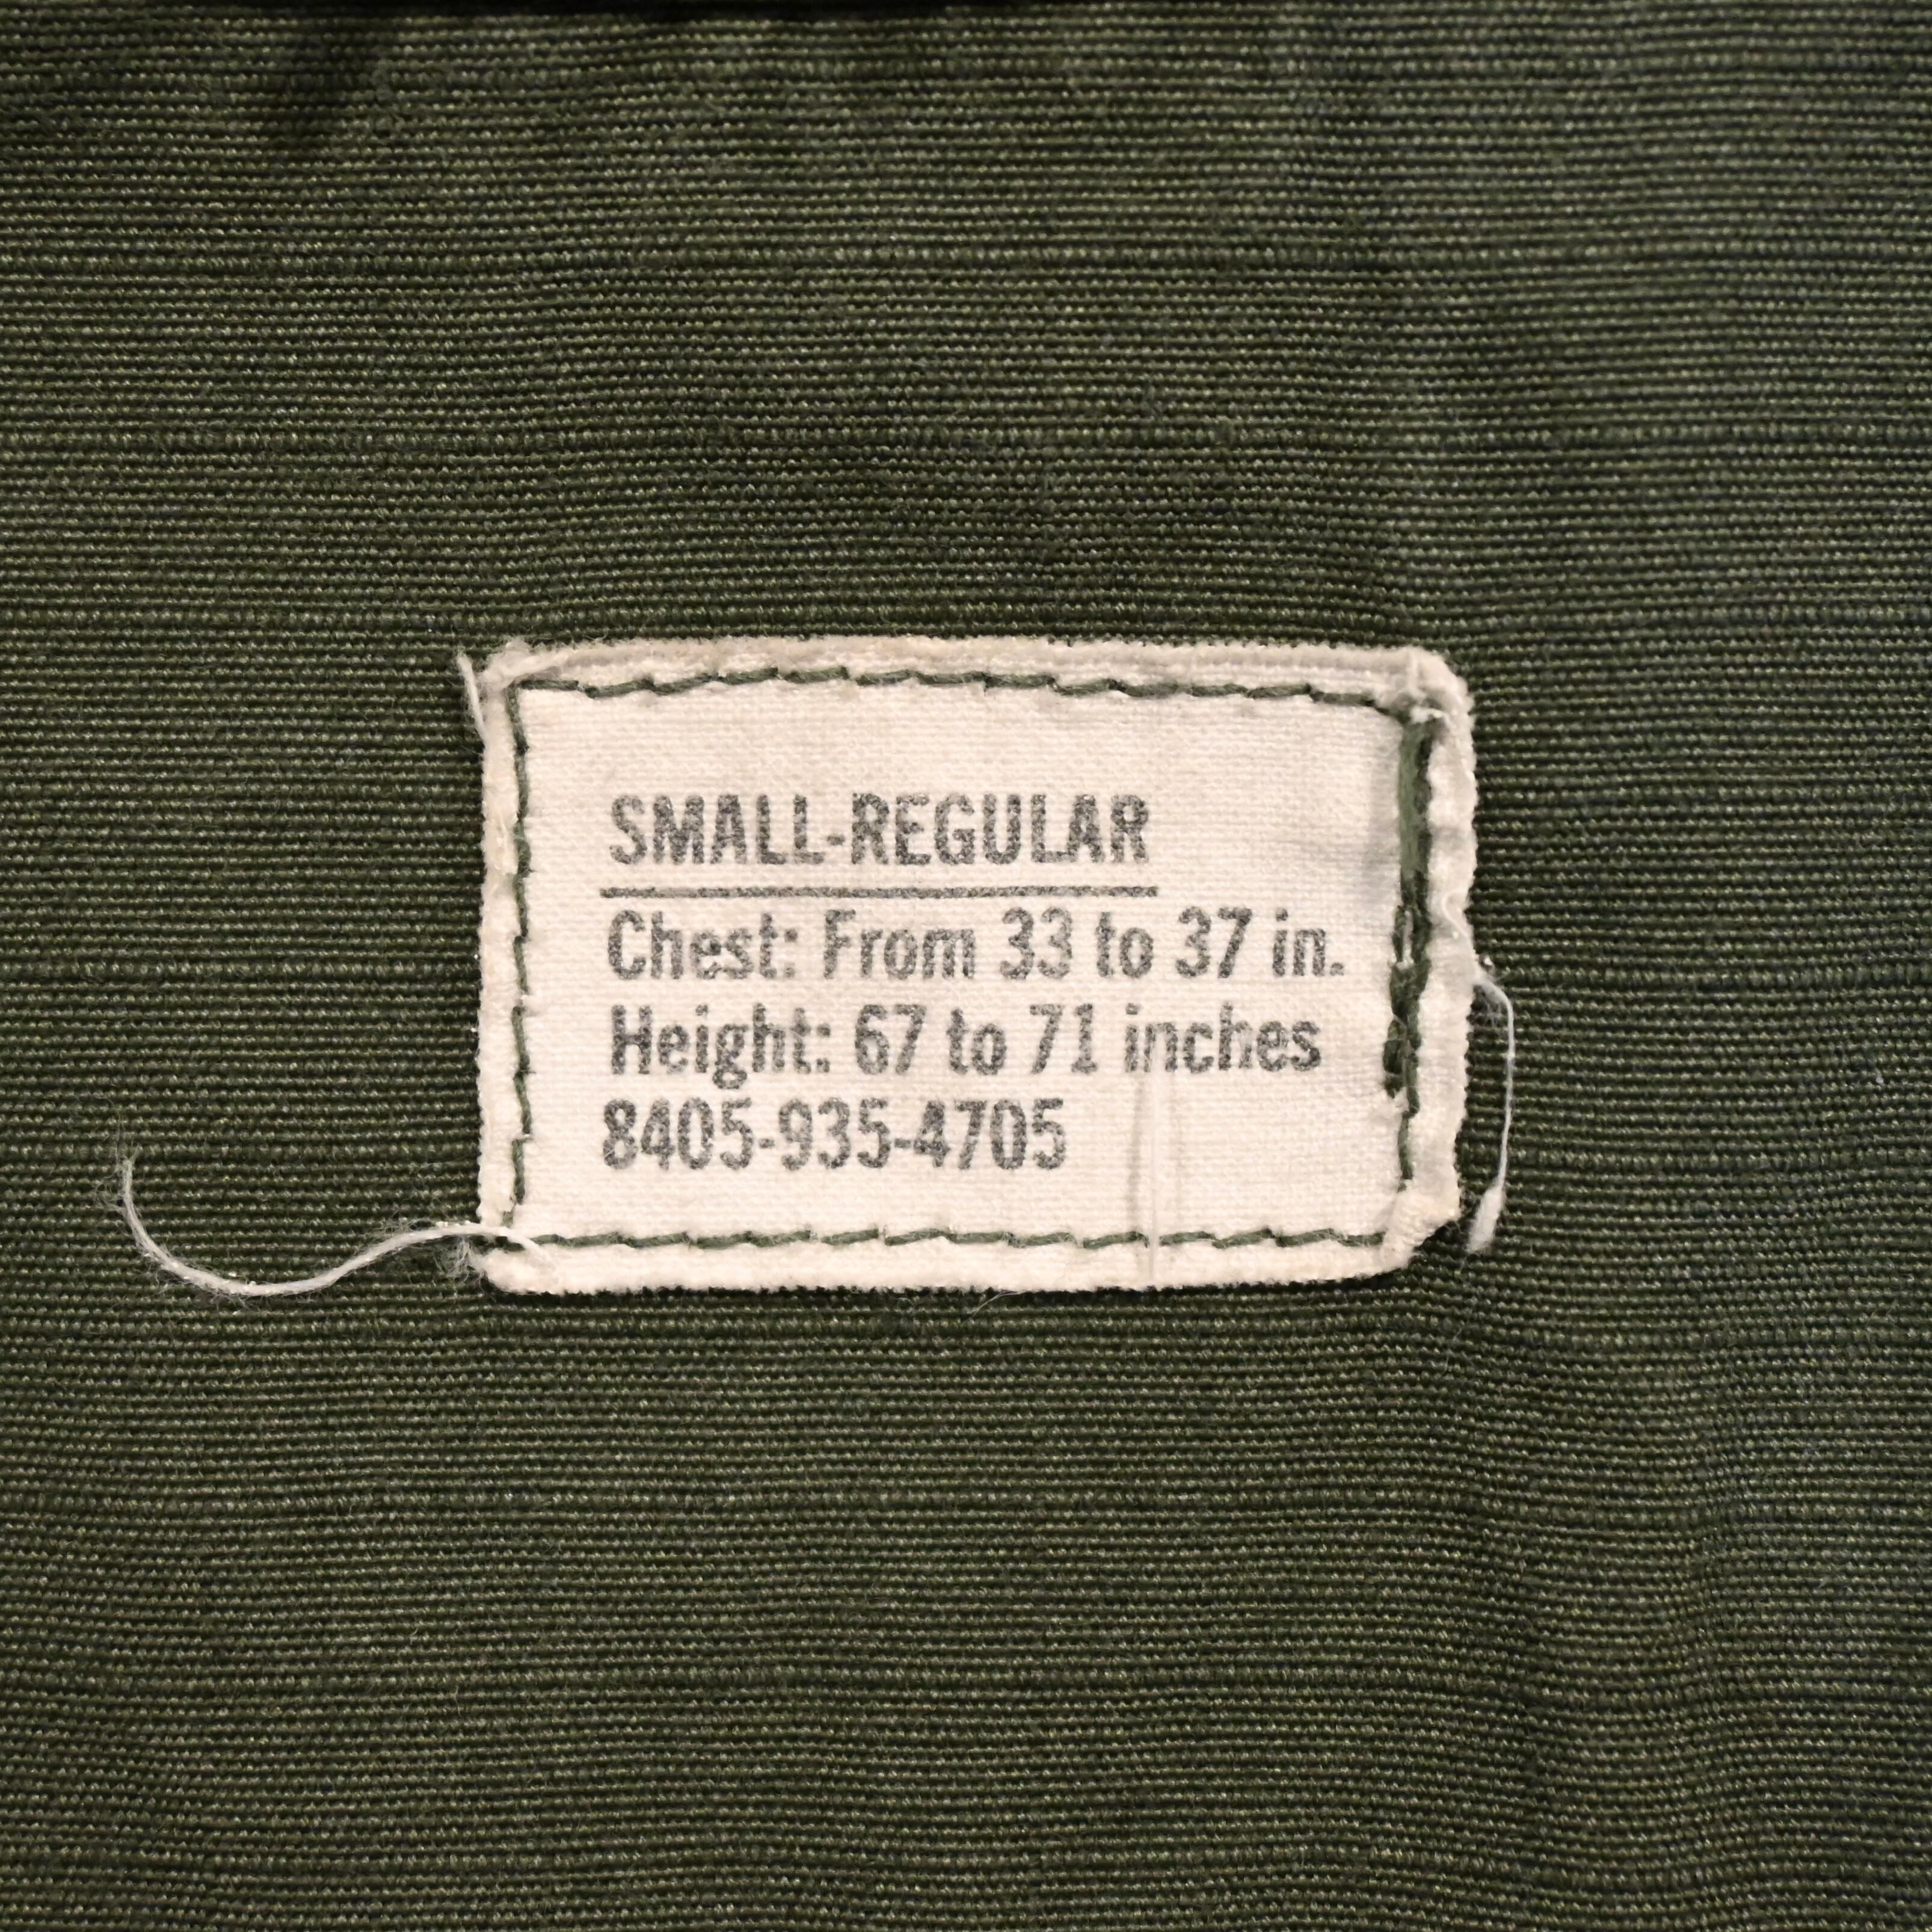 SMALL-REGULAR
Chest: From 33 to 37 in.
Height: 67 to 71 inches
8405-935-4705